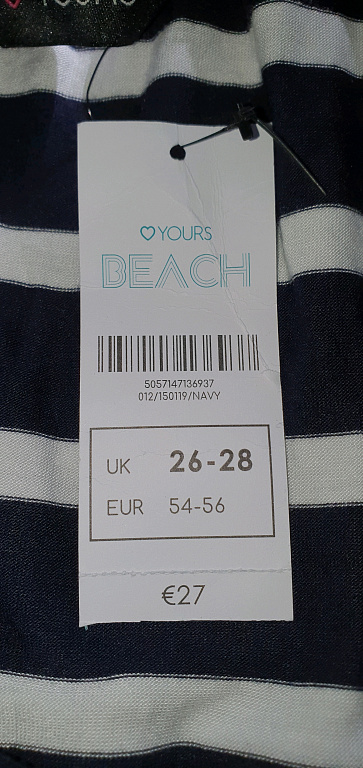 ♡YOURS
BEACH
5057147136937
012/150119/NAVY
UK 26-28
EUR 54-56
€27